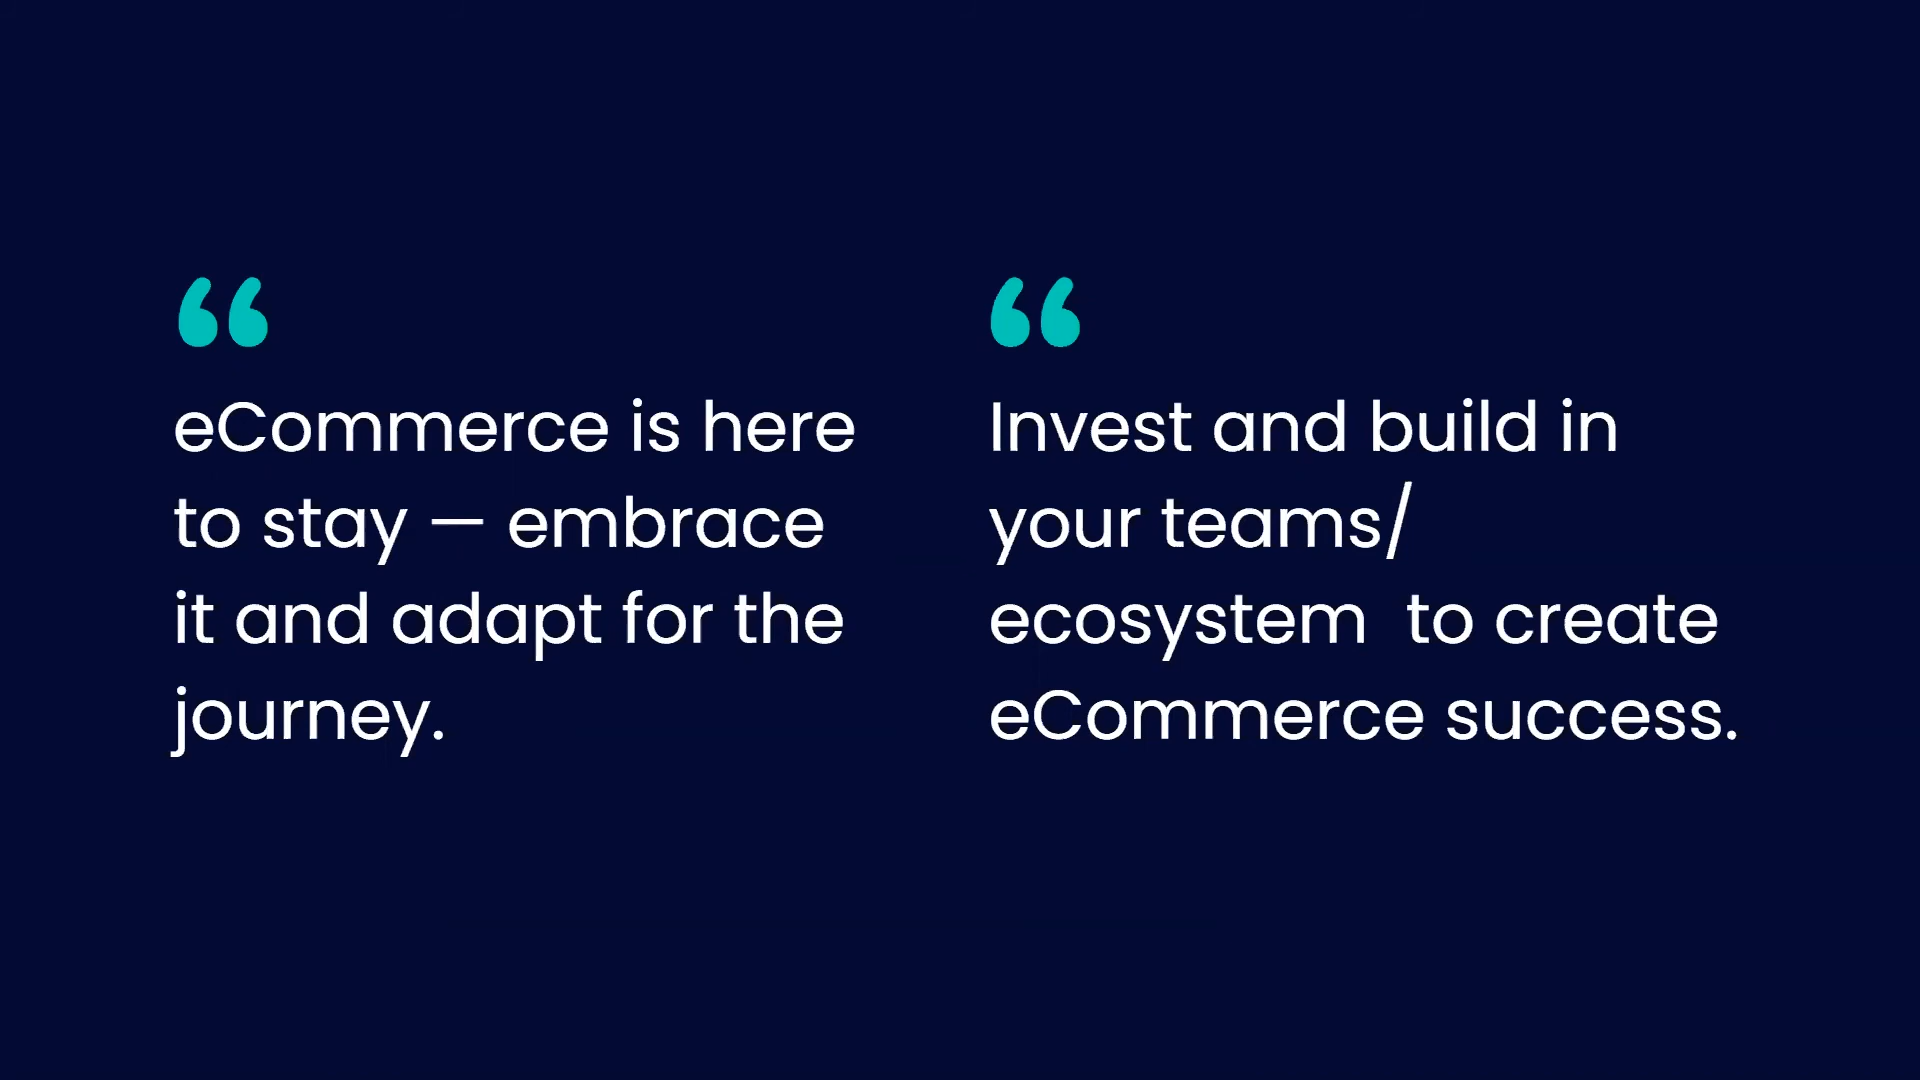 “
eCommerce is here
to stay — embrace
it and adapt for the
journey.
“
Invest and build in
your teams/
ecosystem  to create
eCommerce success.